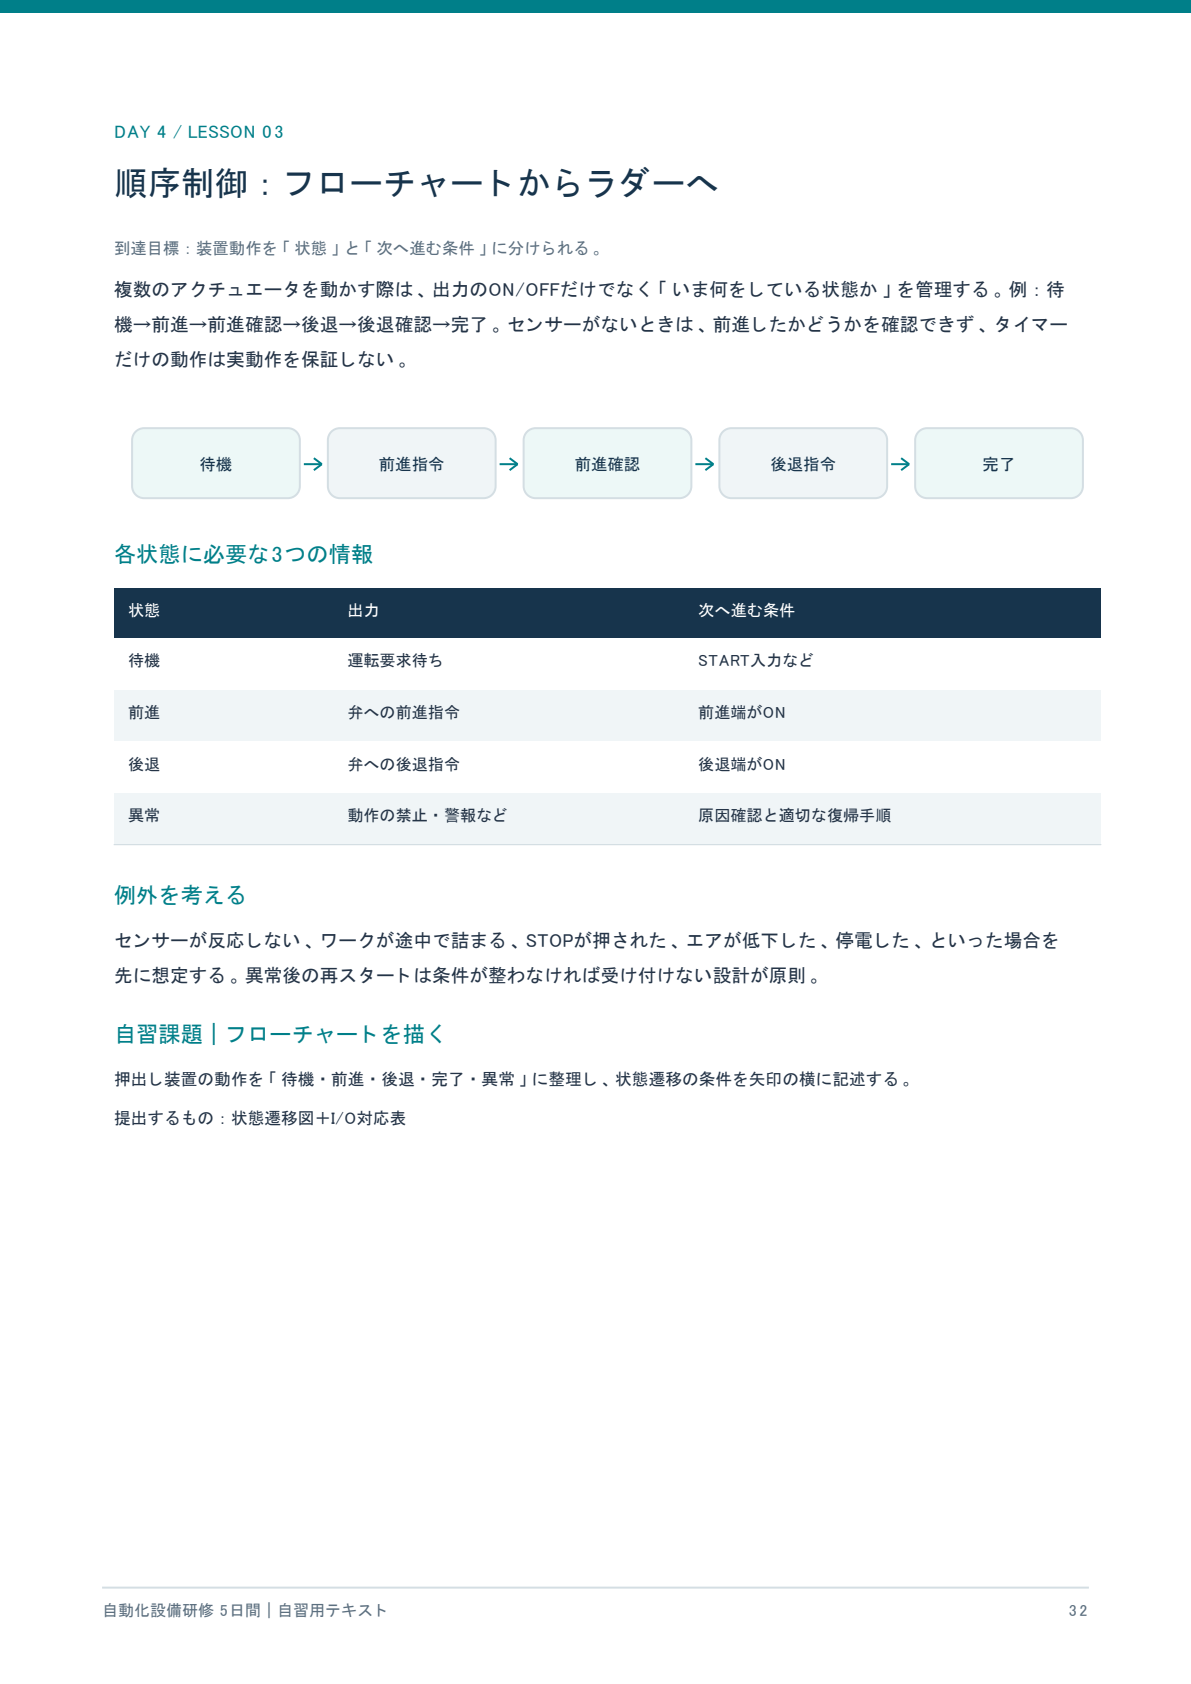 DAY 4 / LESSON 03
順序制御：フローチャートからラダーへ
到達目標：装置動作を「状態」と「次へ進む条件」に分けられる。
複数のアクチュエータを動かす際は、出力のON/OFFだけでなく「いま何をしている状態か」を管理する。例：待
機→前進→前進確認→後退→後退確認→完了。センサーがないときは、前進したかどうかを確認できず、タイマー
だけの動作は実動作を保証しない。
待機 → 前進指令 → 前進確認 → 後退指令 → 完了
各状態に必要な3つの情報
状態 出力 次へ進む条件
待機 運転要求待ち START入力など
前進 弁への前進指令 前進端がON
後退 弁への後退指令 後退端がON
異常 動作の禁止・警報など 原因確認と適切な復帰手順
例外を考える
センサーが反応しない、ワークが途中で詰まる、STOPが押された、エアが低下した、停電した、といった場合を
先に想定する。異常後の再スタートは条件が整わなければ受け付けない設計が原則。
自習課題｜フローチャートを描く
押出し装置の動作を「待機・前進・後退・完了・異常」に整理し、状態遷移の条件を矢印の横に記述する。
提出するもの：状態遷移図＋I/O対応表
自動化設備研修 5日間｜自習用テキスト 32